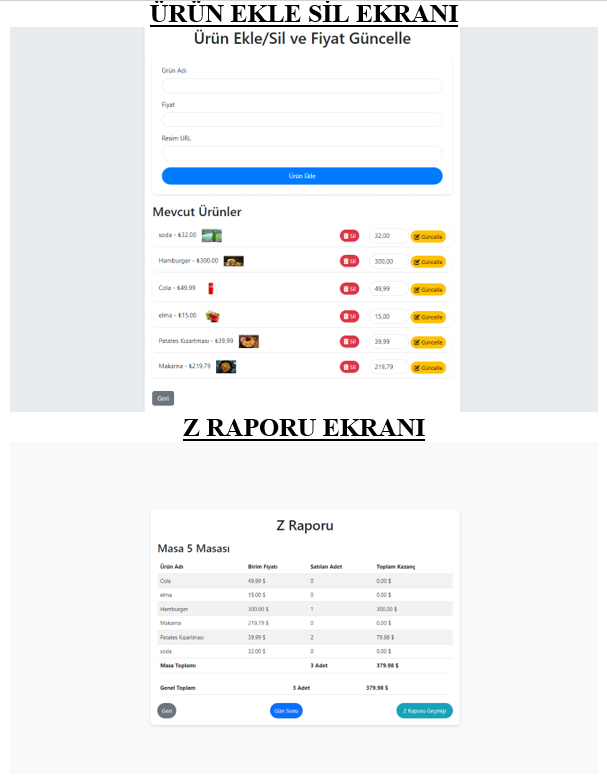 ÜRÜN EKLE SİL EKRANI
Ürün Ekle/Sil ve Fiyat Güncelle
Ürün Adı
Fiyat
Resim URL
Ürün Ekle
Mevcut Ürünler
soda - ₺32.00 Sil 32,00 Güncelle
Hamburger - ₺300.00 Sil 300,00 Güncelle
Cola - ₺49.99 Sil 49,99 Güncelle
elma - ₺15.00 Sil 15,00 Güncelle
Patates Kızartması - ₺39.99 Sil 39,99 Güncelle
Makarna - ₺219.79 Sil 219,79 Güncelle
Geri
Z RAPORU EKRANI
Z Raporu
Masa 5 Masası
Ürün Adı Birim Fiyatı Satılan Adet Toplam Kazanç
Cola 49.99 $ 0 0.00 $
elma 15.00 $ 0 0.00 $
Hamburger 300.00 $ 1 300.00 $
Makarna 219.79 $ 0 0.00 $
Patates Kızartması 39.99 $ 2 79.98 $
soda 32.00 $ 0 0.00 $
Masa Toplamı 3 Adet 379.98 $
Genel Toplam 3 Adet 379.98 $
Geri Gün Sonu Z Raporu Geçmişi